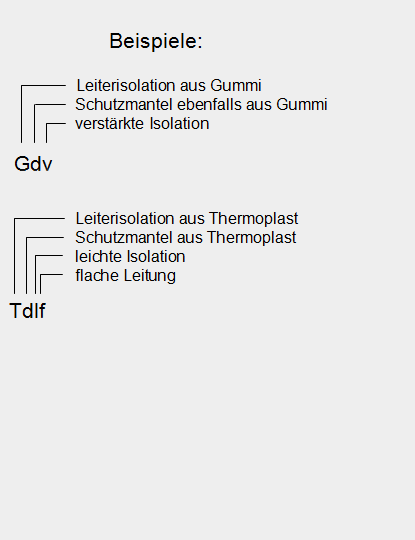 Beispiele:
Leiterisolation aus Gummi
Schutzmantel ebenfalls aus Gummi
verstärkte Isolation
Gdv
Leiterisolation aus Thermoplast
Schutzmantel aus Thermoplast
leichte Isolation
flache Leitung
Tdlf